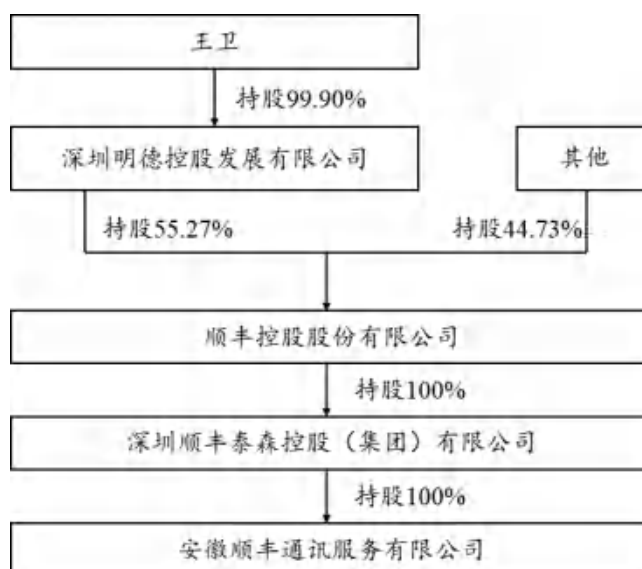 王卫
持股99.90%
深圳明德控股发展有限公司
其他
持股55.27%
持股44.73%
顺丰控股股份有限公司
持股100%
深圳顺丰泰森控股（集团）有限公司
持股100%
安徽顺丰通讯服务有限公司